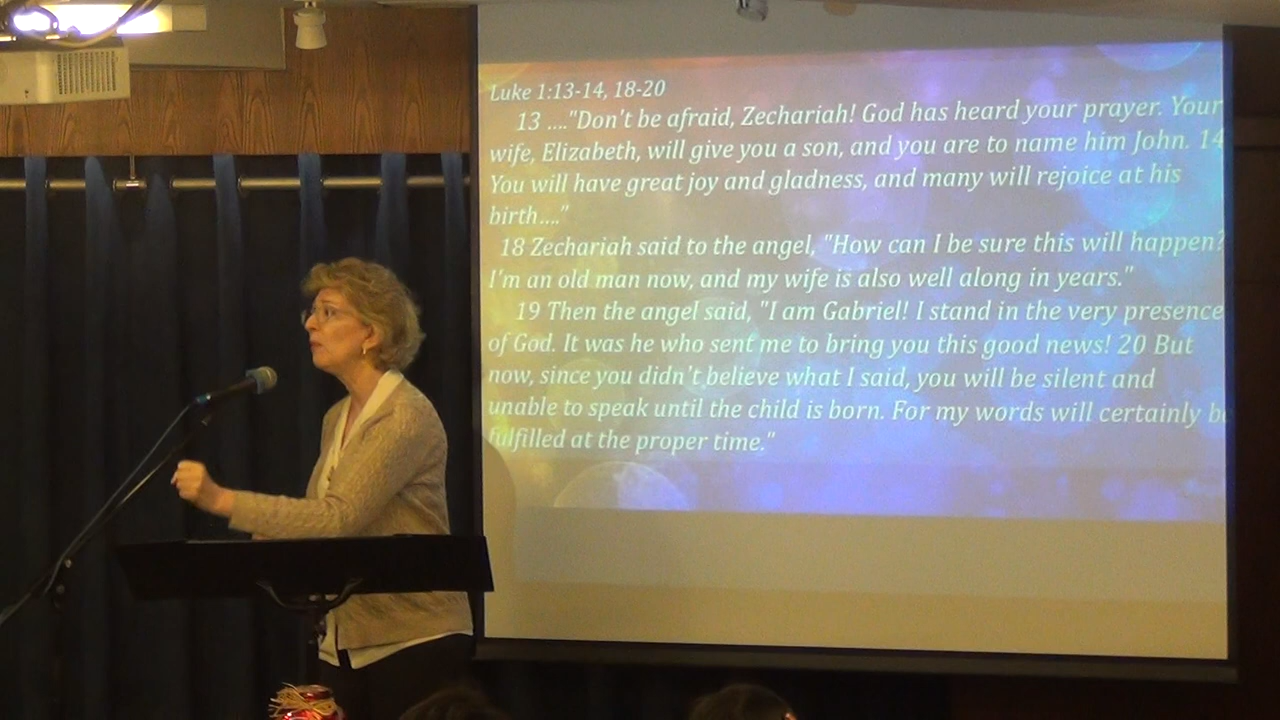 Luke 1:13-14, 18-20
13 ...."Don't be afraid, Zechariah! God has heard your prayer. Your
wife, Elizabeth, will give you a son, and you are to name him John. 14
You will have great joy and gladness, and many will rejoice at his
birth...."
18 Zechariah said to the angel, "How can I be sure this will happen?
I'm an old man now, and my wife is also well along in years."
19 Then the angel said, "I am Gabriel! I stand in the very presence
of God. It was he who sent me to bring you this good news! 20 But
now, since you didn't believe what I said, you will be silent and
unable to speak until the child is born. For my words will certainly be
fulfilled at the proper time."